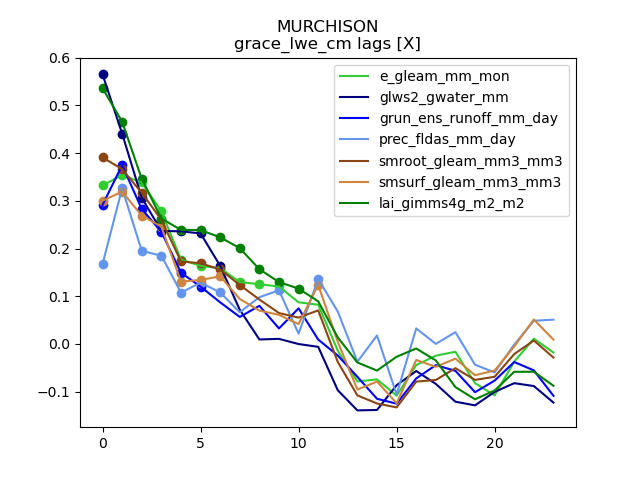 MURCHISON
grace_lwe_cm lags [X]
0.6
0.5
0.4
0.3
0.2
0.1
0.0
−0.1
0
5
10
15
20
e_gleam_mm_mon
glws2_gwater_mm
grun_ens_runoff_mm_day
prec_fldas_mm_day
smroot_gleam_mm3_mm3
smsurf_gleam_mm3_mm3
lai_gimms4g_m2_m2